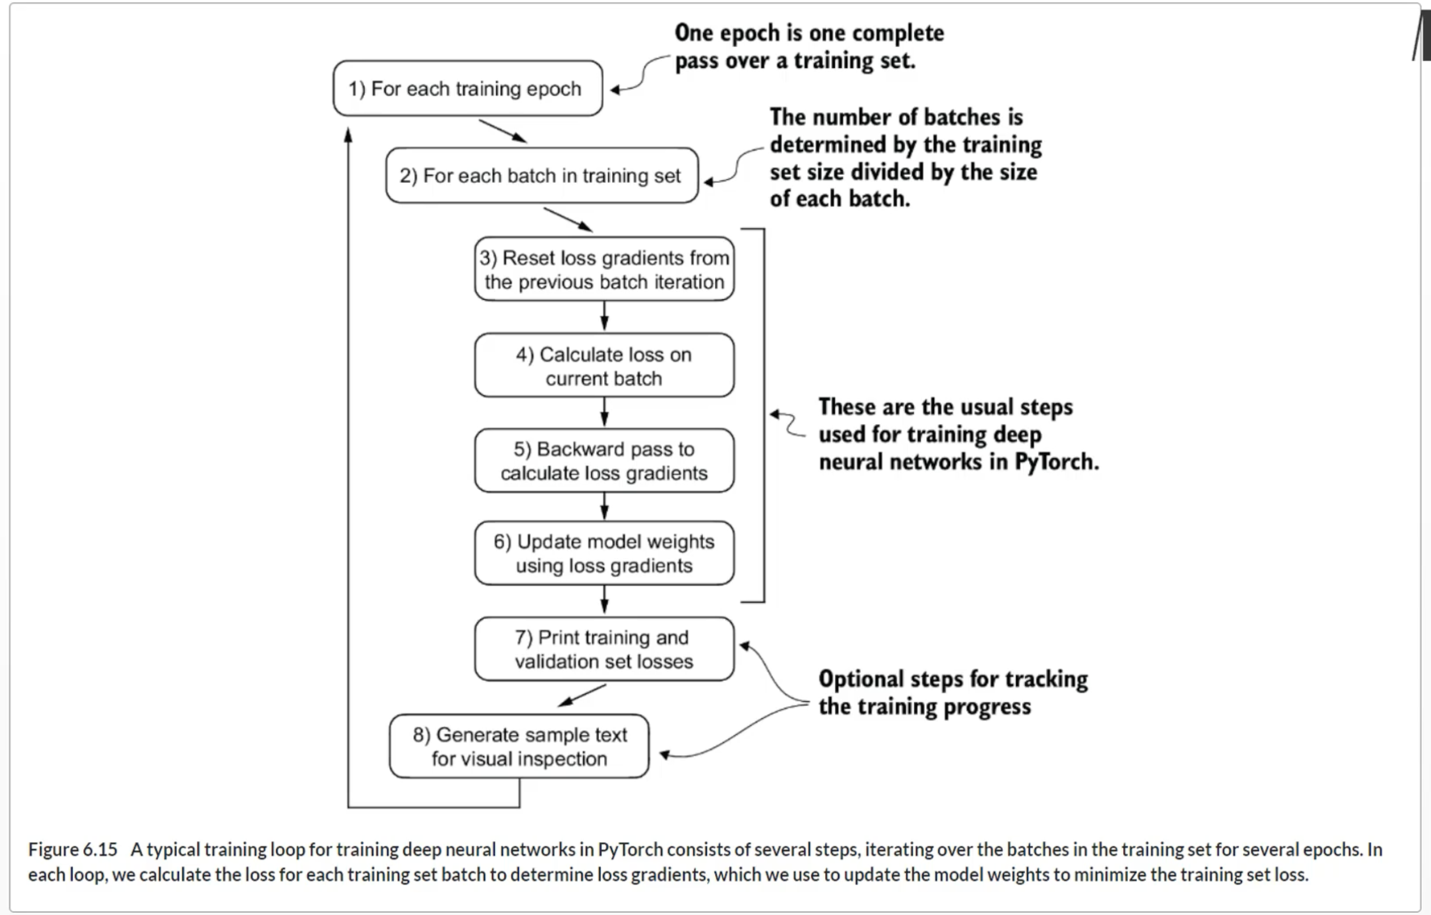 One epoch is one complete
pass over a training set.
1) For each training epoch
The number of batches is
determined by the training
set size divided by the size
of each batch.
2) For each batch in training set
3) Reset loss gradients from
the previous batch iteration
4) Calculate loss on
current batch
These are the usual steps
used for training deep
neural networks in PyTorch.
5) Backward pass to
calculate loss gradients
6) Update model weights
using loss gradients
7) Print training and
validation set losses
Optional steps for tracking
the training progress
8) Generate sample text
for visual inspection
Figure 6.15 A typical training loop for training deep neural networks in PyTorch consists of several steps, iterating over the batches in the training set for several epochs. In
each loop, we calculate the loss for each training set batch to determine loss gradients, which we use to update the model weights to minimize the training set loss.